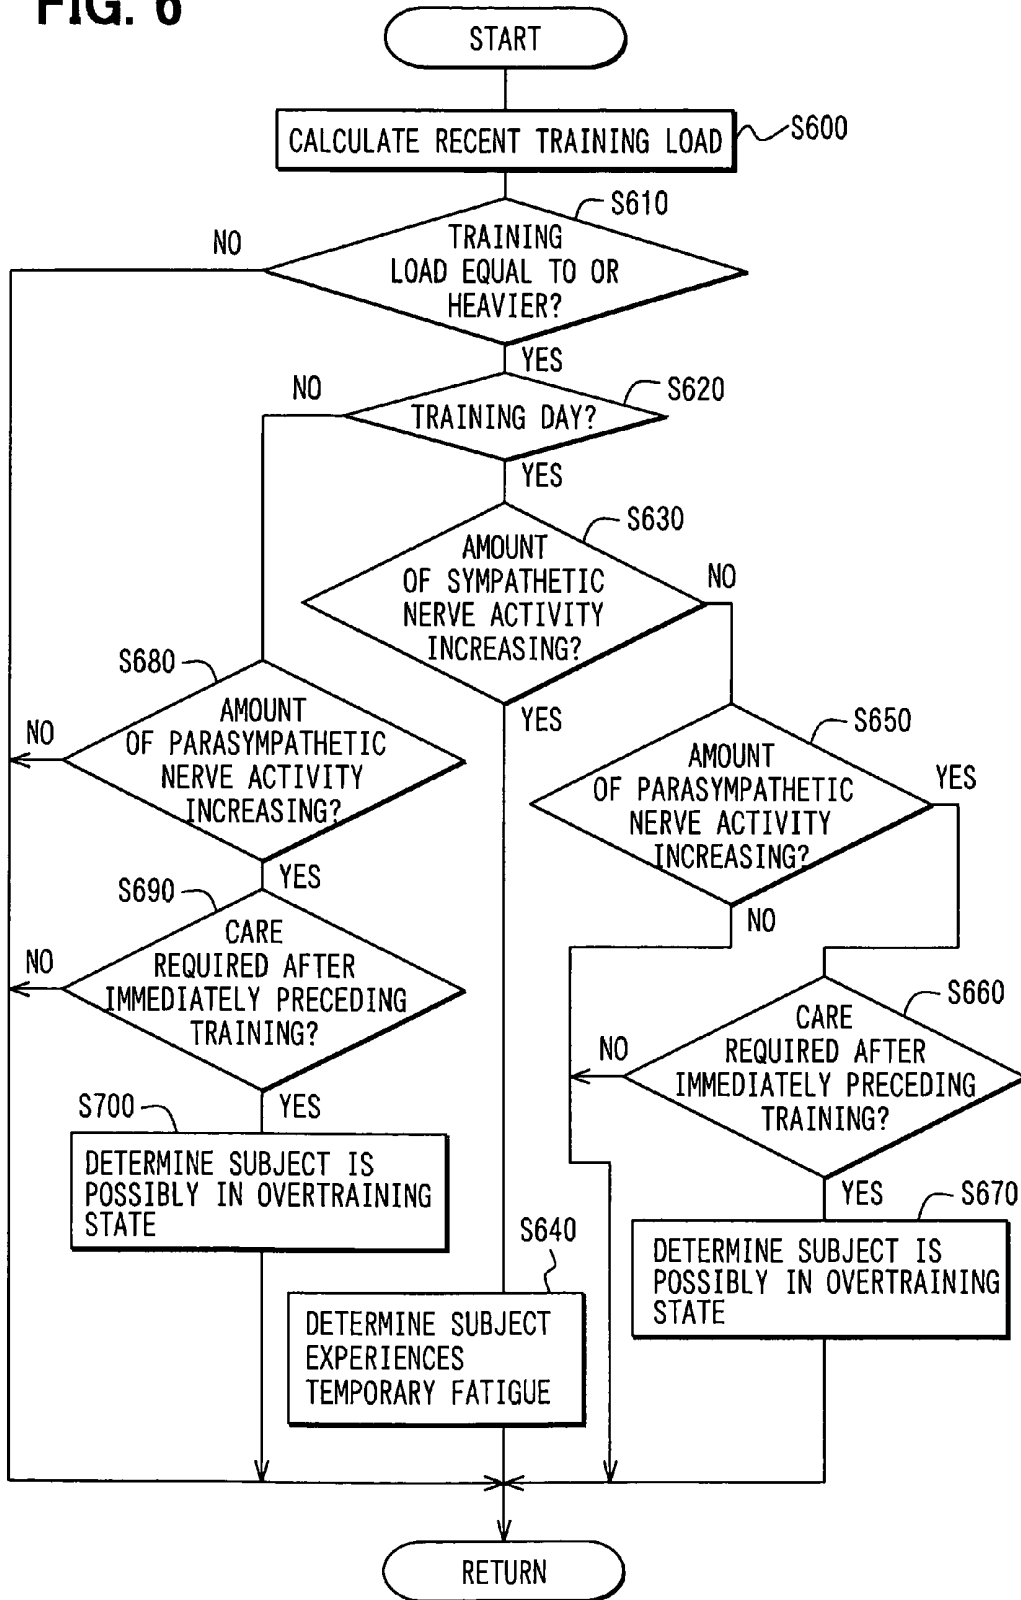 FIG. 6
START
CALCULATE RECENT TRAINING LOAD
S600
S610
TRAINING
LOAD EQUAL TO OR
HEAVIER?
NO
YES
S620
TRAINING DAY?
NO
YES
S630
AMOUNT
OF SYMPATHETIC
NERVE ACTIVITY
INCREASING?
NO
YES
S680
AMOUNT
OF PARASYMPATHETIC
NERVE ACTIVITY
INCREASING?
NO
YES
S650
AMOUNT
OF PARASYMPATHETIC
NERVE ACTIVITY
INCREASING?
YES
NO
S690
CARE
REQUIRED AFTER
IMMEDIATELY PRECEDING
TRAINING?
NO
YES
S660
CARE
REQUIRED AFTER
IMMEDIATELY PRECEDING
TRAINING?
NO
YES
S700
DETERMINE SUBJECT IS
POSSIBLY IN OVERTRAINING
STATE
S640
DETERMINE SUBJECT
EXPERIENCES
TEMPORARY FATIGUE
S670
DETERMINE SUBJECT IS
POSSIBLY IN OVERTRAINING
STATE
RETURN